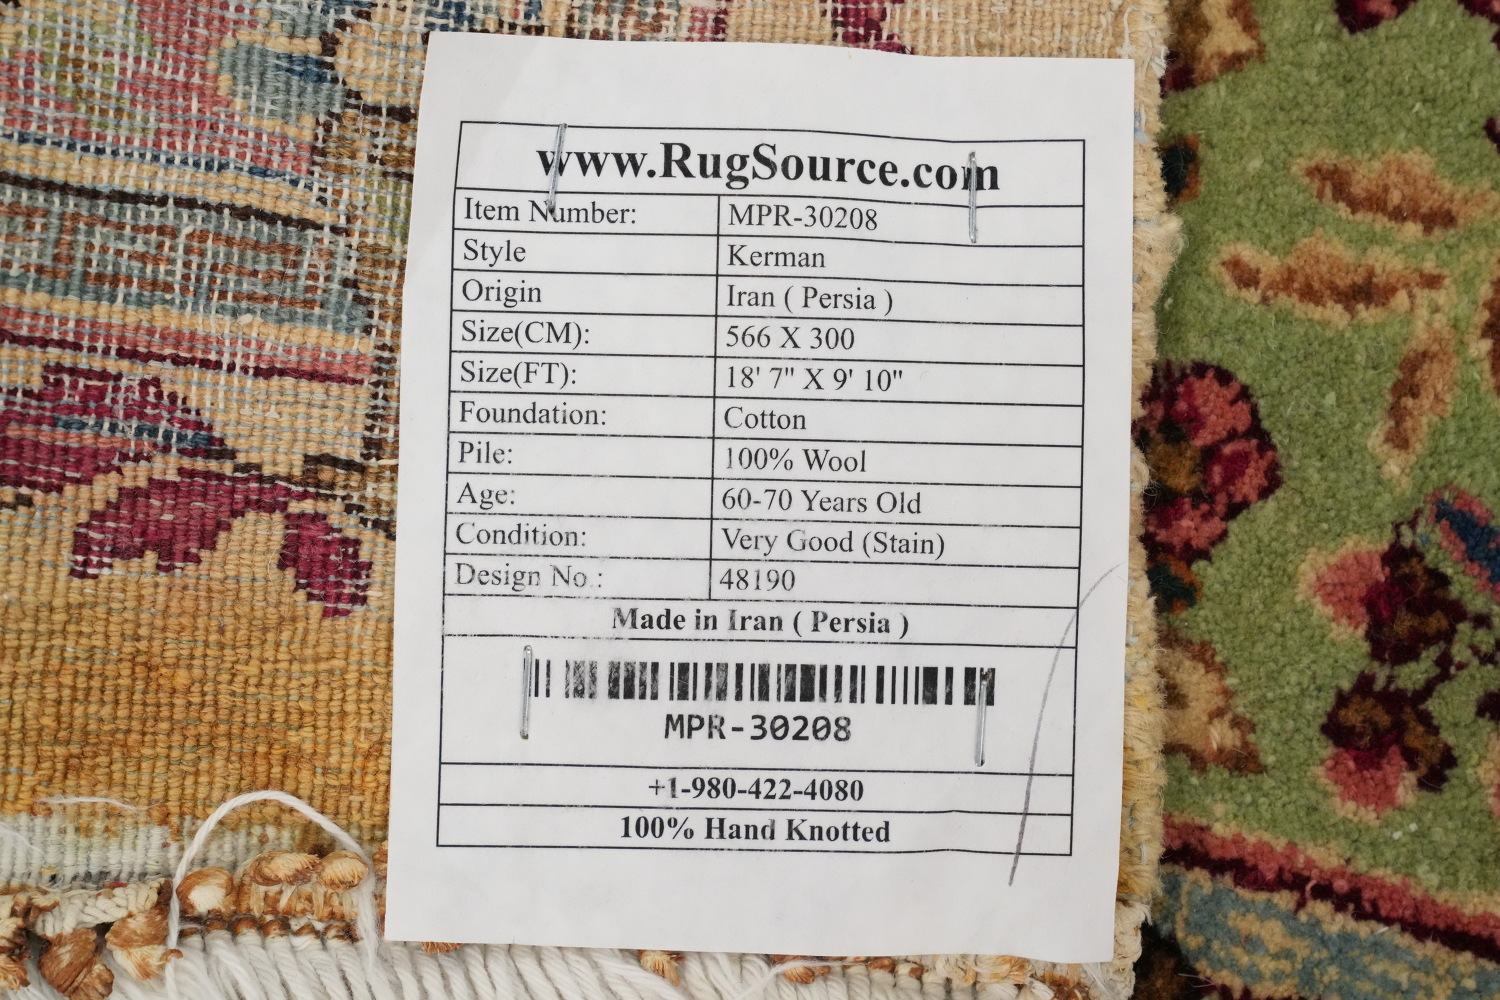 www.RugSource.com
Item Number: MPR-30208
Style Kerman
Origin Iran ( Persia )
Size(CM): 566 X 300
Size(FT): 18' 7" X 9' 10"
Foundation: Cotton
Pile: 100% Wool
Age: 60-70 Years Old
Condition: Very Good (Stain)
Design No.: 48190
Made in Iran ( Persia )
MPR-30208
+1-980-422-4080
100% Hand Knotted